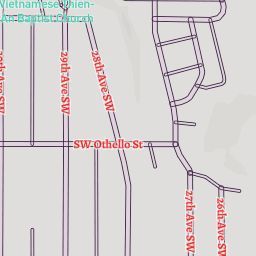 Vietnamese Thien-
An Baptist Church
29th Ave SW
28th Ave SW
SW Othello St
27th Ave SW
26th Ave SW